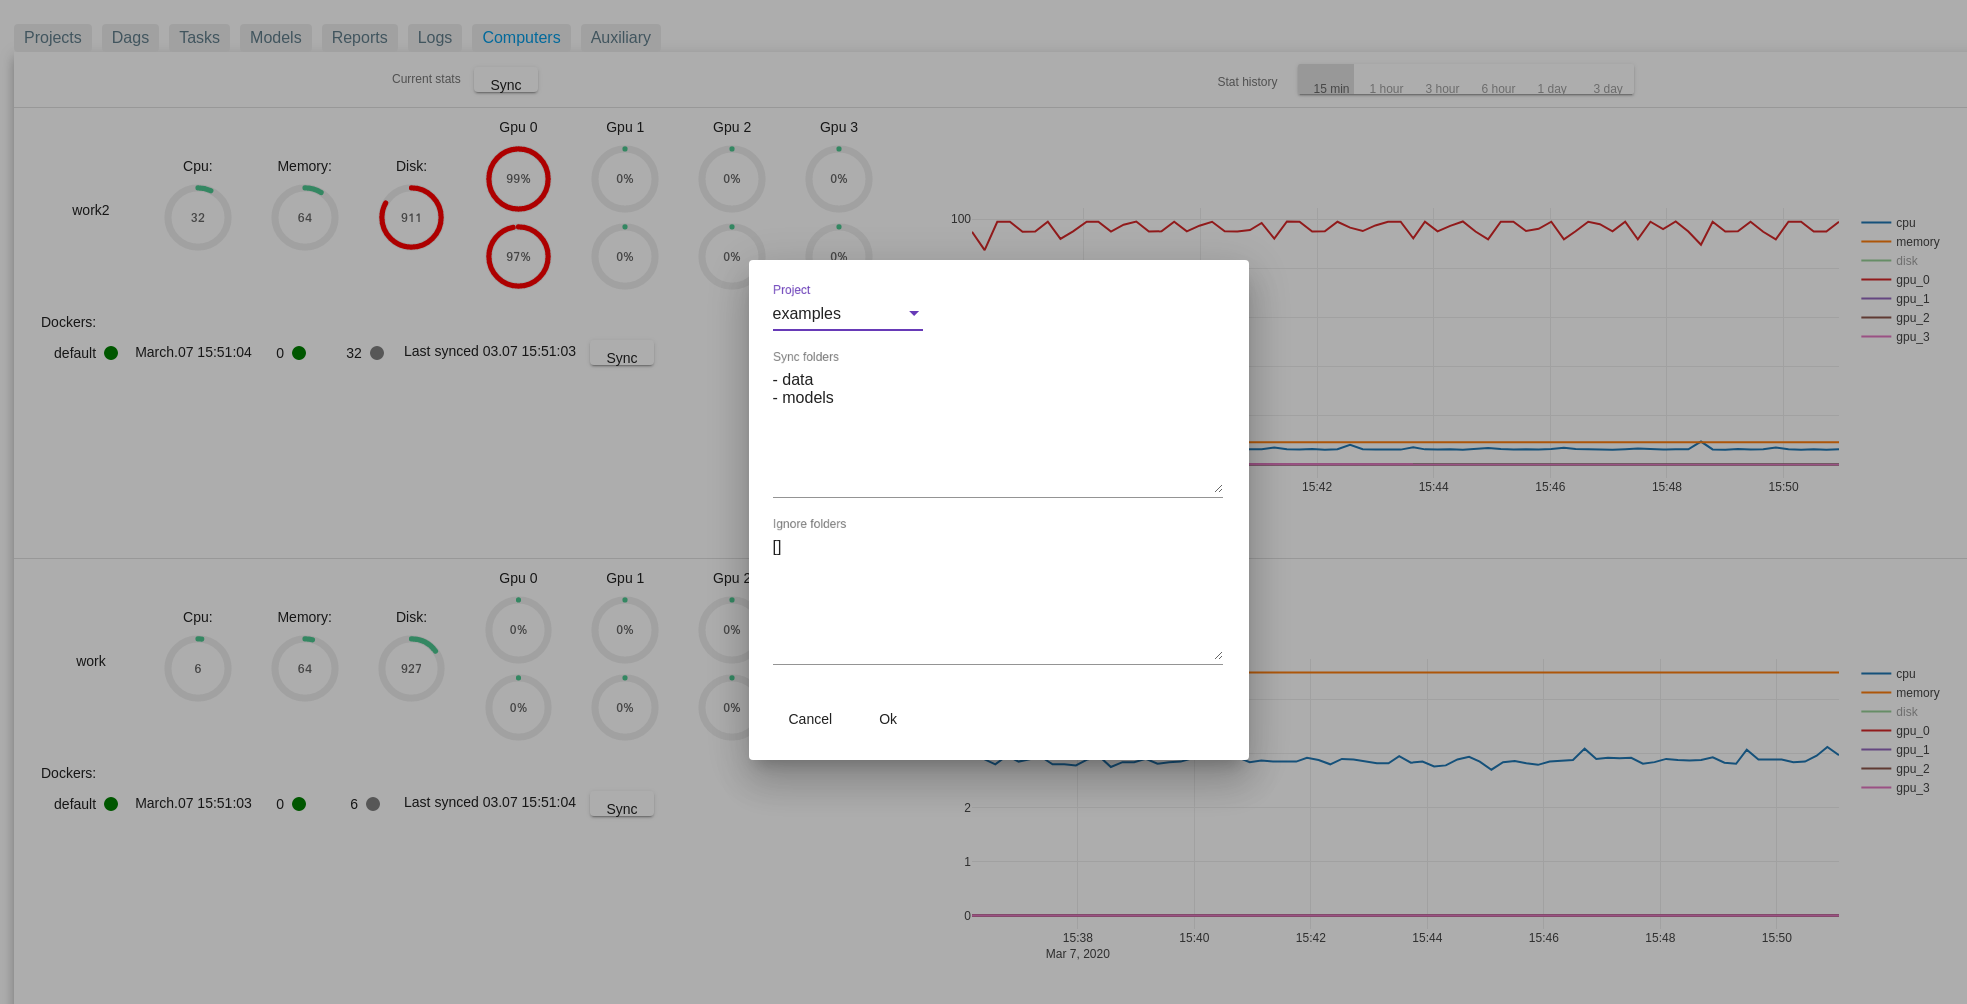 Projects Dags Tasks Models Reports Logs Computers Auxiliary
Current stats Sync Stat history 15 min 1 hour 3 hour 6 hour 1 day 3 day
Gpu 0 Gpu 1 Gpu 2 Gpu 3
Cpu: Memory: Disk:
99% 0% 0% 0%
work2 32 64 911
97% 0% 0% 0%
Dockers:
default March.07 15:51:04 0 32 Last synced 03.07 15:51:03 Sync
100
15:42 15:44 15:46 15:48 15:50
cpu
memory
disk
gpu_0
gpu_1
gpu_2
gpu_3
Project
examples
Sync folders
- data
- models
Ignore folders
[]
Cancel Ok
Gpu 0 Gpu 1 Gpu 2
Cpu: Memory: Disk:
0% 0% 0%
work 6 64 927
0% 0% 0%
Dockers:
default March.07 15:51:03 0 6 Last synced 03.07 15:51:04 Sync
2
1
0
15:38 15:40 15:42 15:44 15:46 15:48 15:50
Mar 7, 2020
cpu
memory
disk
gpu_0
gpu_1
gpu_2
gpu_3